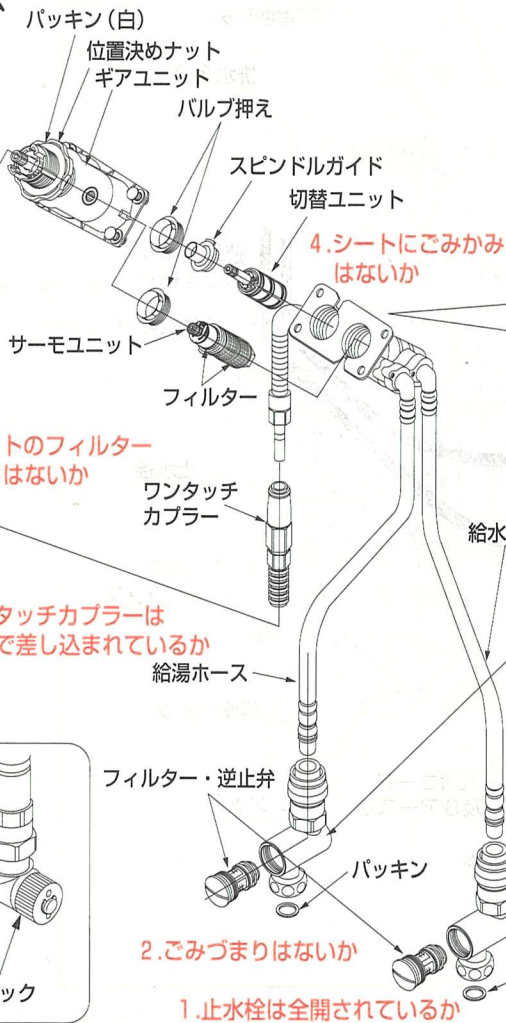 パッキン（白）
位置決めナット
ギアユニット
バルブ押え
スピンドルガイド
切替ユニット
4.シートにごみかみ
はないか
サーモユニット
フィルター
トのフィルター
はないか
ワンタッチ
カプラー
給水
タッチカプラーは
で差し込まれているか
給湯ホース
フィルター・逆止弁
パッキン
2.ごみづまりはないか
ック
1.止水栓は全開されているか